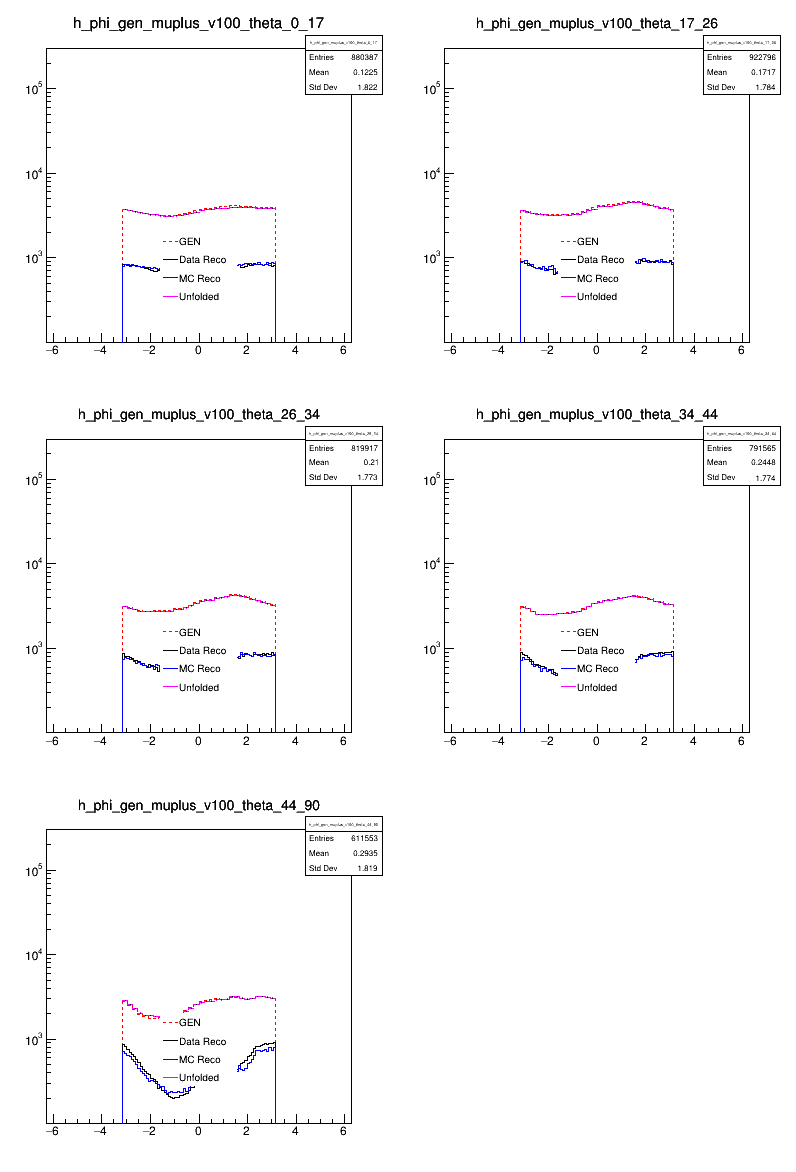 h_phi_gen_muplus_v100_theta_0_17
h_phi_gen_muplus_v100_theta_0_17
Entries 880387
Mean 0.1225
Std Dev 1.822
10^5
10^4
10^3
GEN
Data Reco
MC Reco
Unfolded
−6 −4 −2 0 2 4 6
h_phi_gen_muplus_v100_theta_17_26
h_phi_gen_muplus_v100_theta_17_26
Entries 922796
Mean 0.1717
Std Dev 1.784
10^5
10^4
10^3
GEN
Data Reco
MC Reco
Unfolded
−6 −4 −2 0 2 4 6
h_phi_gen_muplus_v100_theta_26_34
h_phi_gen_muplus_v100_theta_26_34
Entries 819917
Mean 0.21
Std Dev 1.773
10^5
10^4
10^3
GEN
Data Reco
MC Reco
Unfolded
−6 −4 −2 0 2 4 6
h_phi_gen_muplus_v100_theta_34_44
h_phi_gen_muplus_v100_theta_34_44
Entries 791565
Mean 0.2448
Std Dev 1.774
10^5
10^4
10^3
GEN
Data Reco
MC Reco
Unfolded
−6 −4 −2 0 2 4 6
h_phi_gen_muplus_v100_theta_44_90
h_phi_gen_muplus_v100_theta_44_90
Entries 611553
Mean 0.2935
Std Dev 1.819
10^5
10^4
10^3
GEN
Data Reco
MC Reco
Unfolded
−6 −4 −2 0 2 4 6